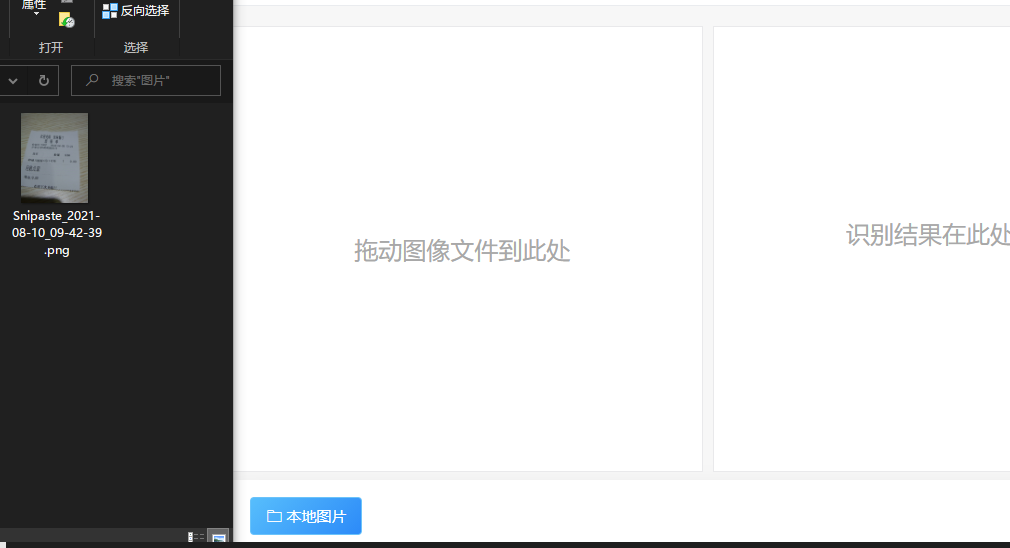 属性
反向选择
打开
选择
搜索"图片"
Snipaste_2021-
08-10_09-42-39
.png
拖动图像文件到此处
识别结果在此处
本地图片